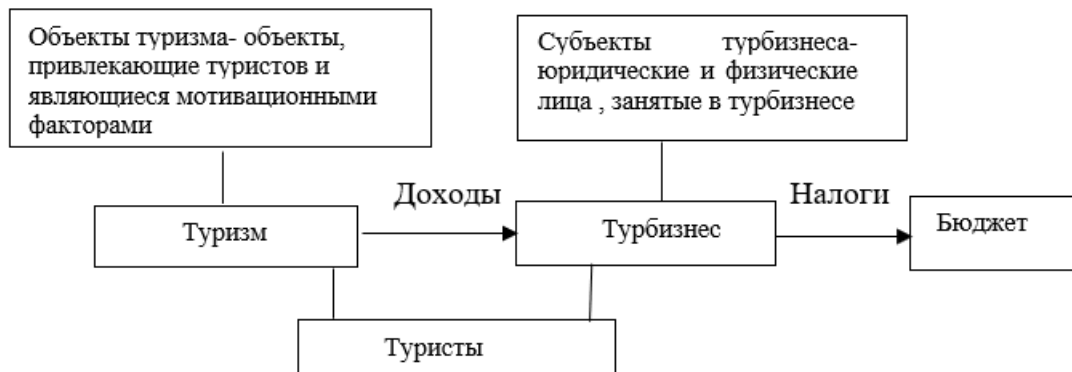 Объекты туризма- объекты,
привлекающие туристов и
являющиеся мотивационными
факторами
Субъекты турбизнеса-
юридические и физические
лица , занятые в турбизнесе
Доходы
Налоги
Туризм
Турбизнес
Бюджет
Туристы